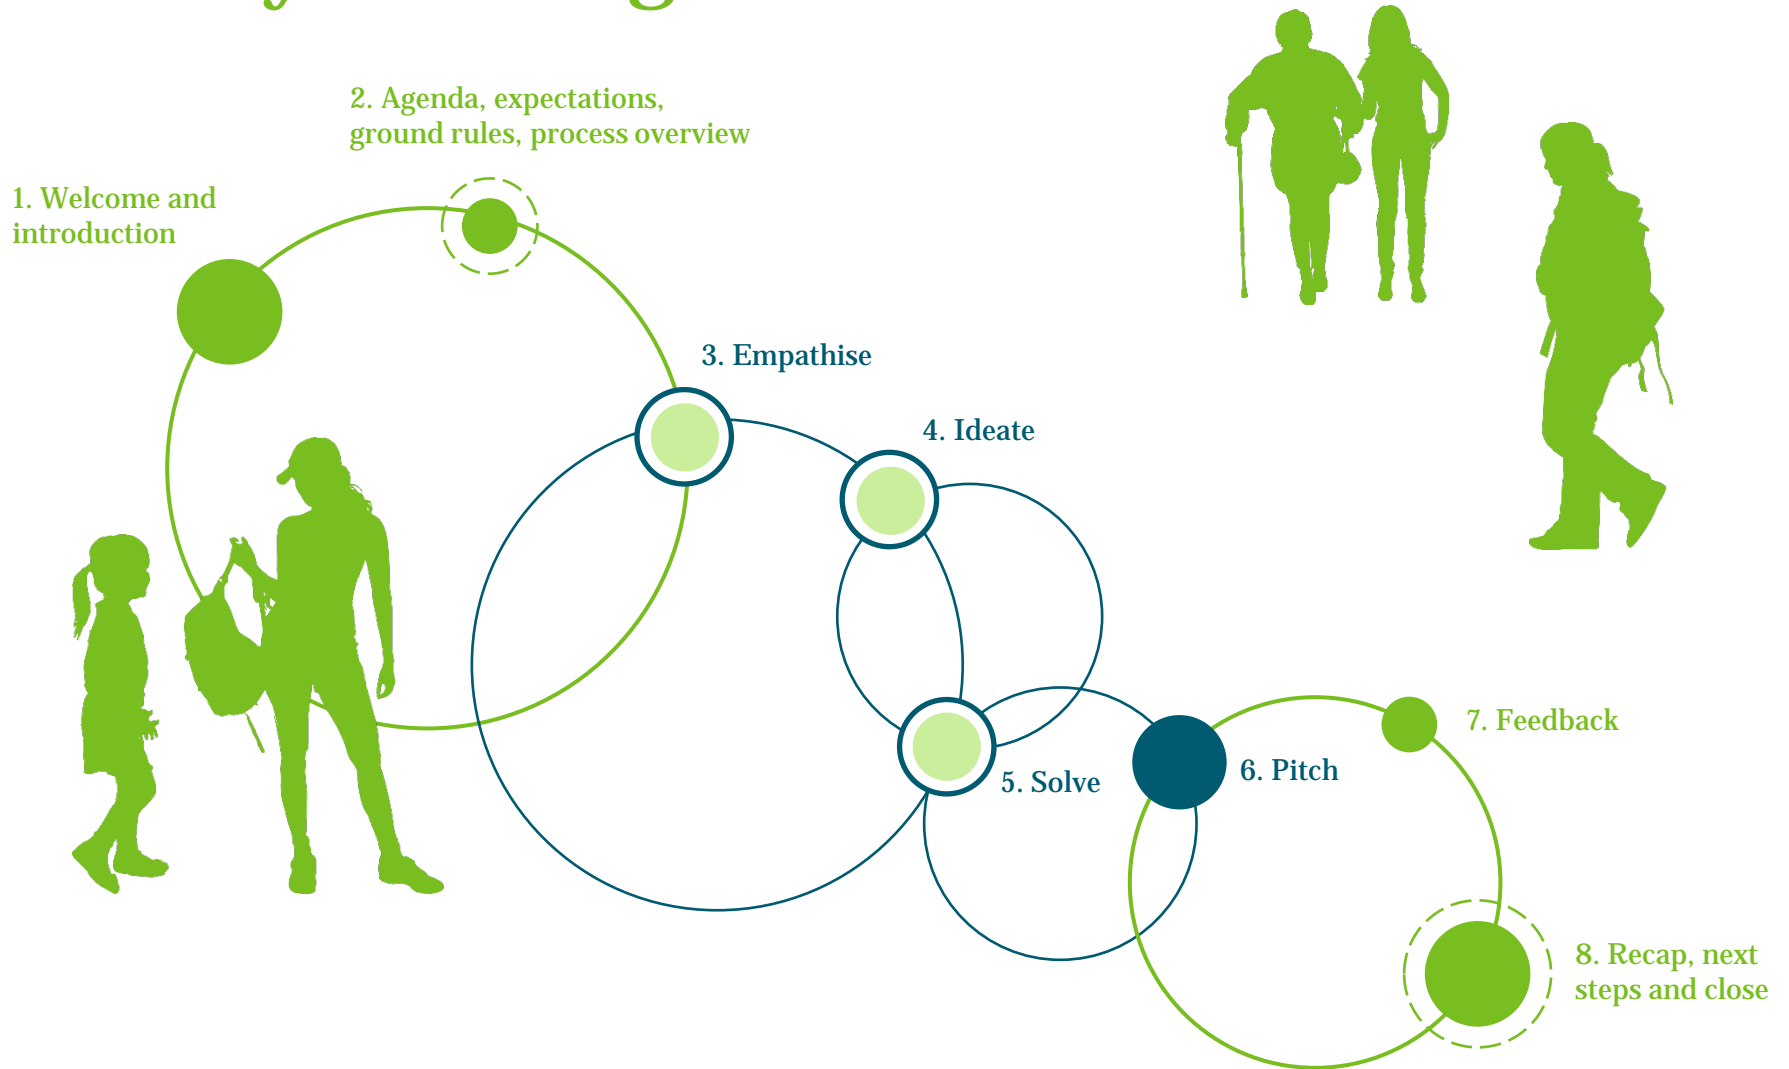 1. Welcome and
introduction
2. Agenda, expectations,
ground rules, process overview
3. Empathise
4. Ideate
5. Solve
6. Pitch
7. Feedback
8. Recap, next
steps and close